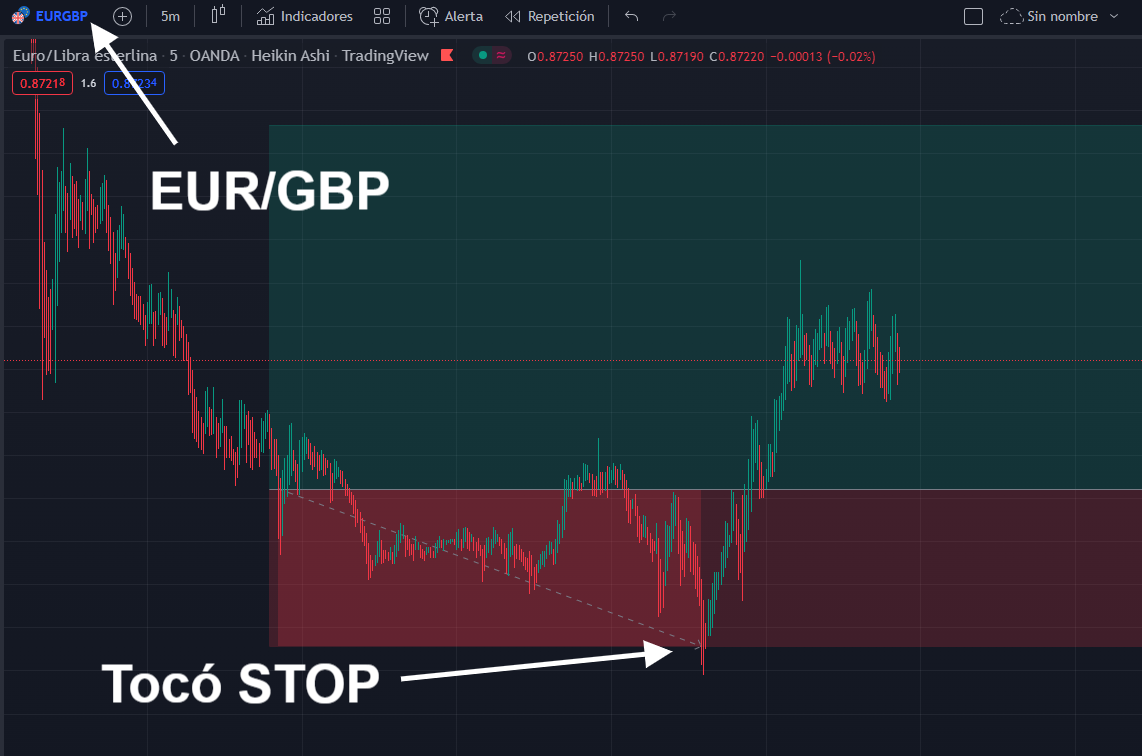 EURGBP 5m Indicadores Alerta Repetición Sin nombre
Euro/Libra esterlina · 5 · OANDA · Heikin Ashi · TradingView O0.87250 H0.87250 L0.87190 C0.87220 −0.00013 (−0.02%)
0.87218 1.6 0.87234
EUR/GBP
Tocó STOP